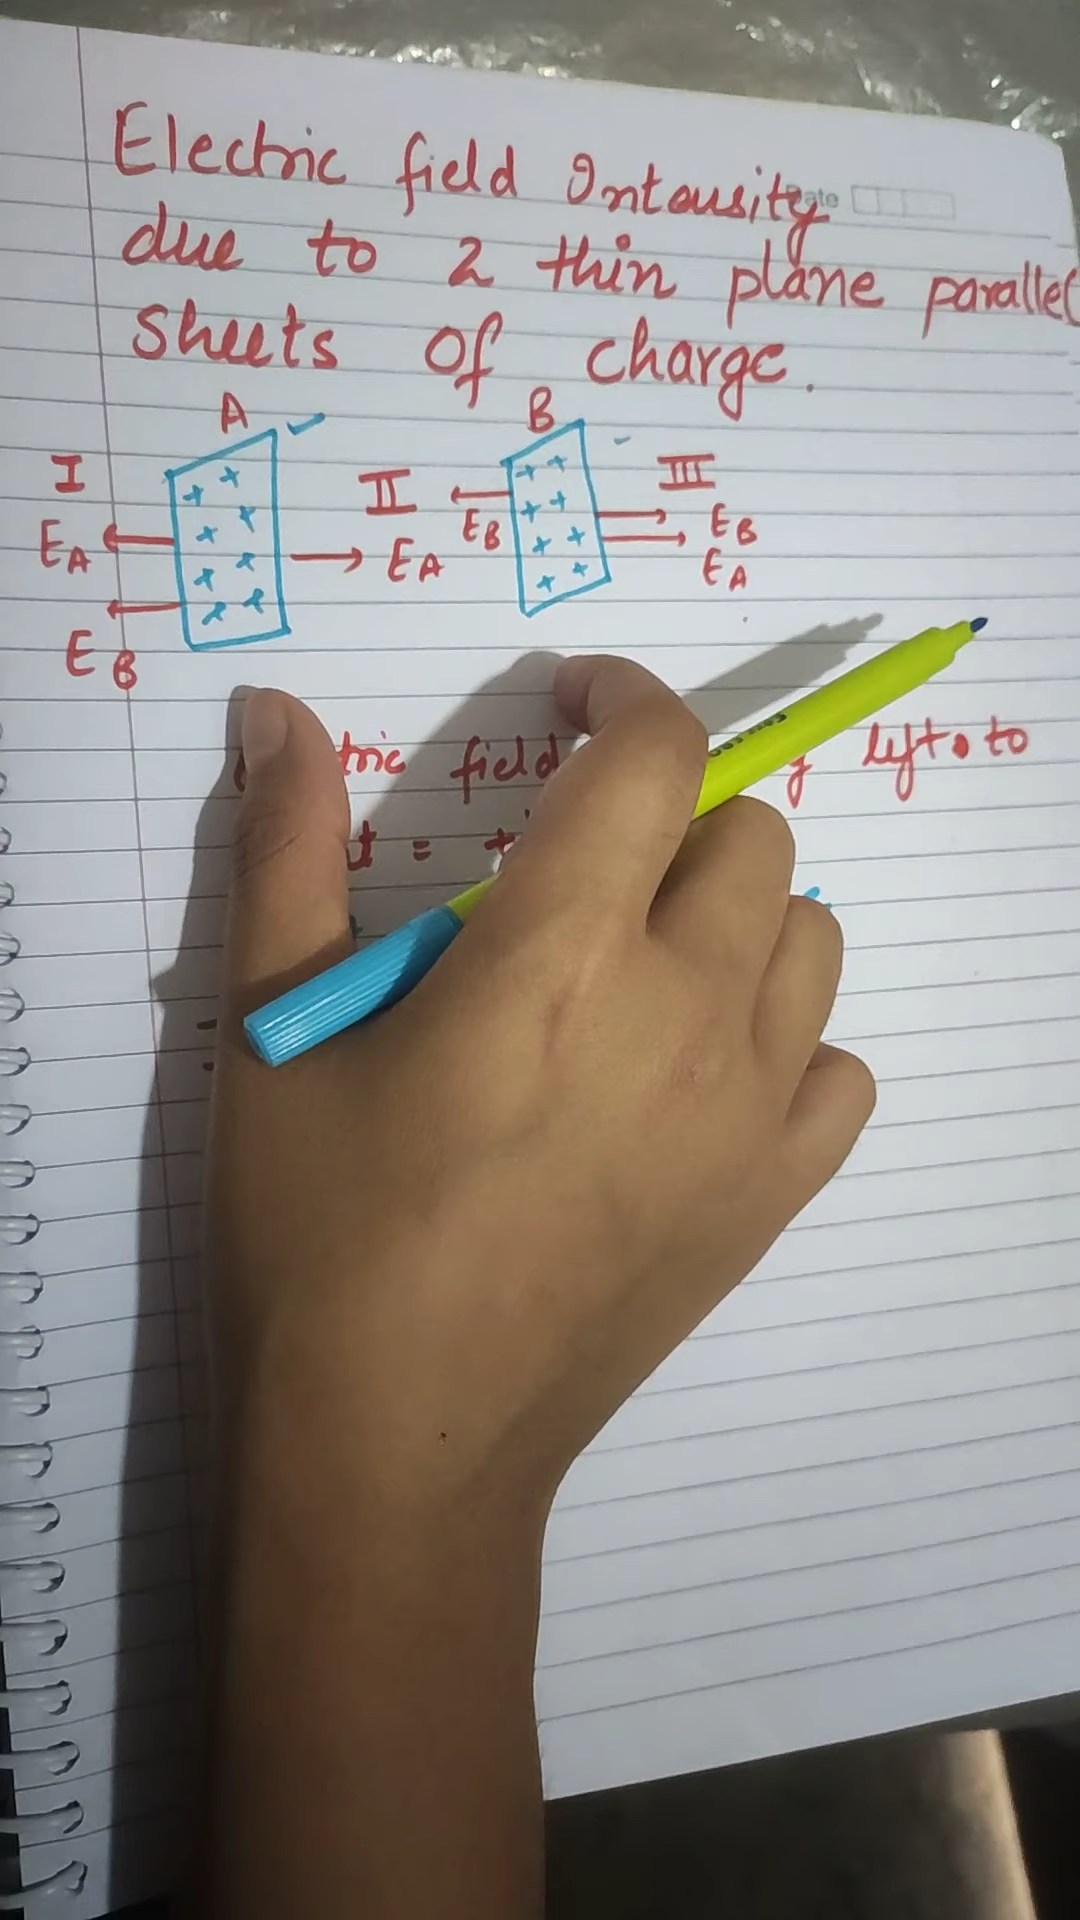 Electric field Intensity
Date
due to 2 thin plane parallel
Sheets of charge.
A B
I II III
EA EB EB
EA EA
EB
field left to
= +